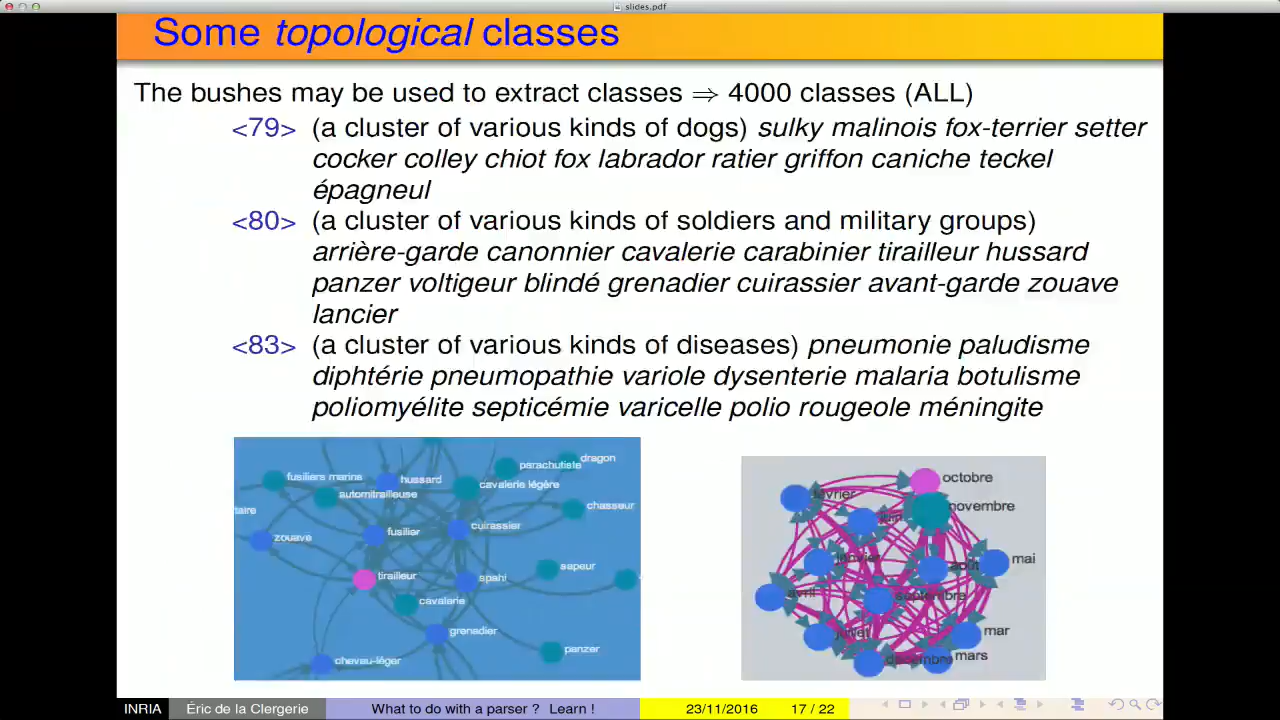 slides.pdf
Some topological classes
The bushes may be used to extract classes ⇒ 4000 classes (ALL)
<79> (a cluster of various kinds of dogs) sulky malinois fox-terrier setter
cocker colley chiot fox labrador ratier griffon caniche teckel
épagneul
<80> (a cluster of various kinds of soldiers and military groups)
arrière-garde canonnier cavalerie carabinier tirailleur hussard
panzer voltigeur blindé grenadier cuirassier avant-garde zouave
lancier
<83> (a cluster of various kinds of diseases) pneumonie paludisme
diphtérie pneumopathie variole dysenterie malaria botulisme
poliomyélite septicémie varicelle polio rougeole méningite
dragon
parachutiste
fusiliers marins
hussard
cavalerie légère
automitrailleuse
chasseur
taire
cuirassier
fusilier
zouave
sapeur
tirailleur
spahi
cavalerie
grenadier
panzer
chevau-léger
octobre
février
novembre
juin
janvier
mai
août
avril
septembre
juillet
mar
mars
décembre
INRIA Éric de la Clergerie What to do with a parser ? Learn ! 23/11/2016 17 / 22